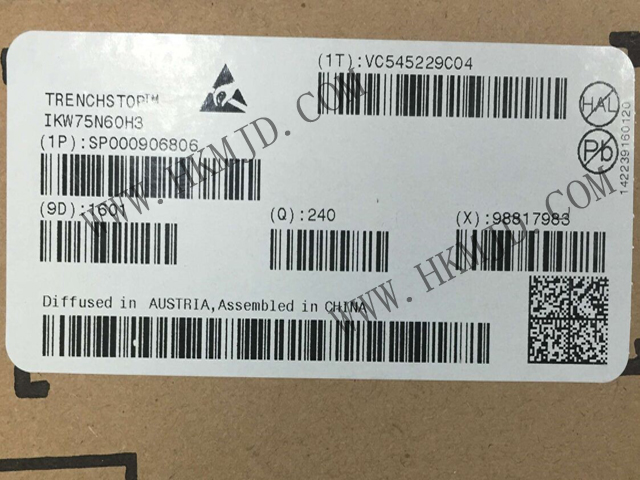 (1T):VC545229C04
TRENCHSTOP™
IKW75N60H3
(1P):SP000906806
HAL
Pb
142239160120
(9D):1601
(Q):240
(X):98817983
Diffused in AUSTRIA,Assembled in CHINA
WWW.HKMJD.COM
WWW.HKMJD.COM